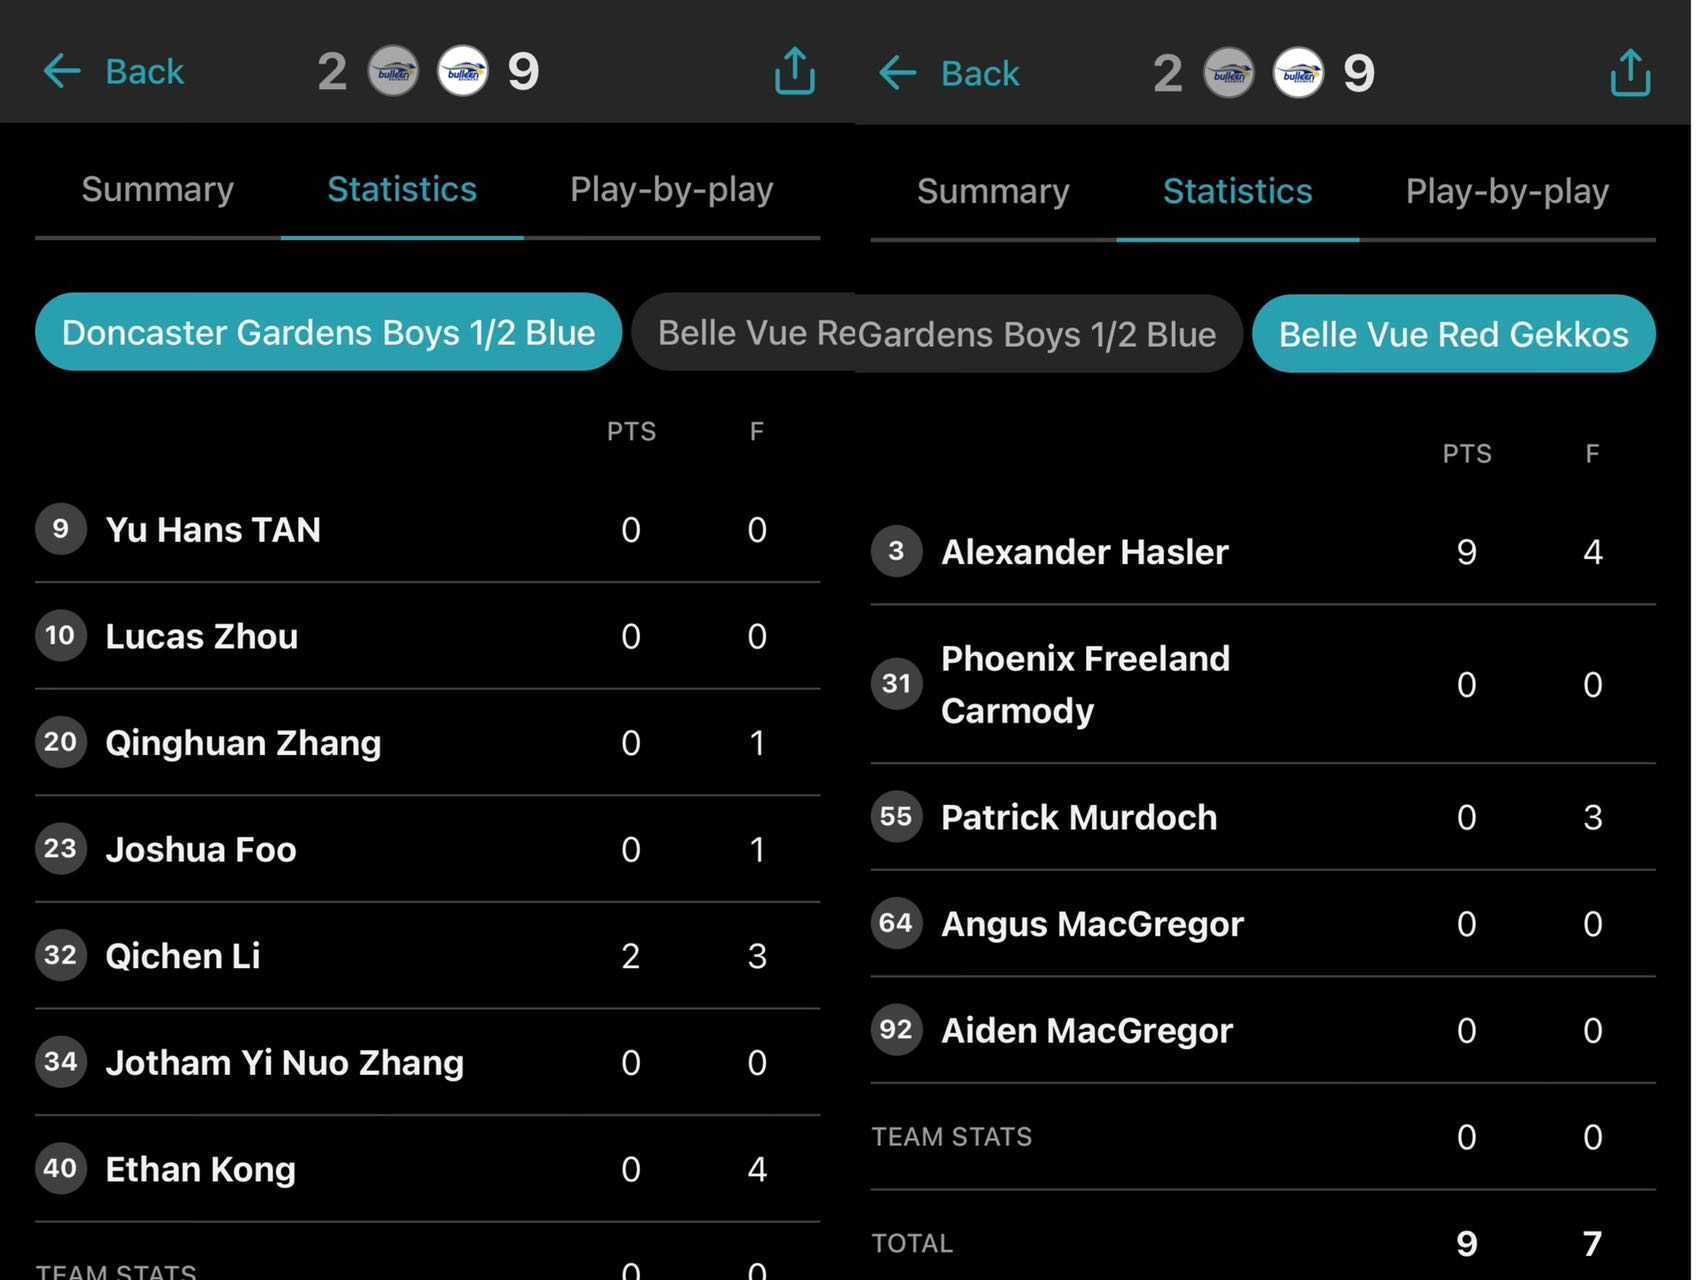 Back 2 bulleen bulleen 9
Summary Statistics Play-by-play
Doncaster Gardens Boys 1/2 Blue Belle Vue Re
PTS F
9 Yu Hans TAN 0 0
10 Lucas Zhou 0 0
20 Qinghuan Zhang 0 1
23 Joshua Foo 0 1
32 Qichen Li 2 3
34 Jotham Yi Nuo Zhang 0 0
40 Ethan Kong 0 4
TEAM STATS 0 0
Back 2 bulleen bulleen 9
Summary Statistics Play-by-play
Gardens Boys 1/2 Blue Belle Vue Red Gekkos
PTS F
3 Alexander Hasler 9 4
31 Phoenix Freeland
Carmody 0 0
55 Patrick Murdoch 0 3
64 Angus MacGregor 0 0
92 Aiden MacGregor 0 0
TEAM STATS 0 0
TOTAL 9 7